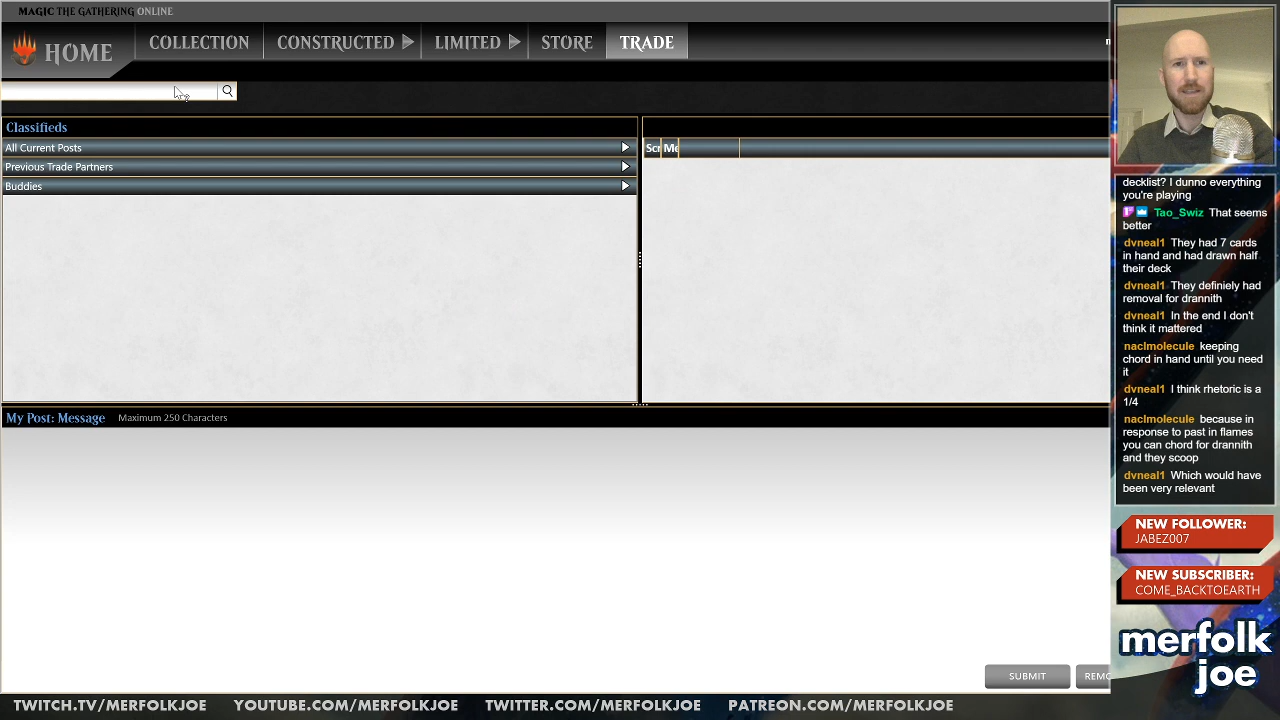 MAGIC THE GATHERING ONLINE
HOME
COLLECTION
CONSTRUCTED
LIMITED
STORE
TRADE
Classifieds
All Current Posts
Previous Trade Partners
Buddies
Scr Me
My Post: Message Maximum 250 Characters
SUBMIT
REMO
decklist? I dunno everything
you're playing
Tao_Swiz That seems
better
dvneal1 They had 7 cards
in hand and had drawn half
their deck
dvneal1 They definiely had
removal for drannith
dvneal1 In the end I don't
think it mattered
naclmolecule keeping
chord in hand until you need
it
dvneal1 I think rhetoric is a
1/4
naclmolecule because in
response to past in flames
you can chord for drannith
and they scoop
dvneal1 Which would have
been very relevant
NEW FOLLOWER:
JABEZ007
NEW SUBSCRIBER:
COME_BACKTOEARTH
merfolk
joe
TWITCH.TV/MERFOLKJOE YOUTUBE.COM/MERFOLKJOE TWITTER.COM/MERFOLKJOE PATREON.COM/MERFOLKJOE